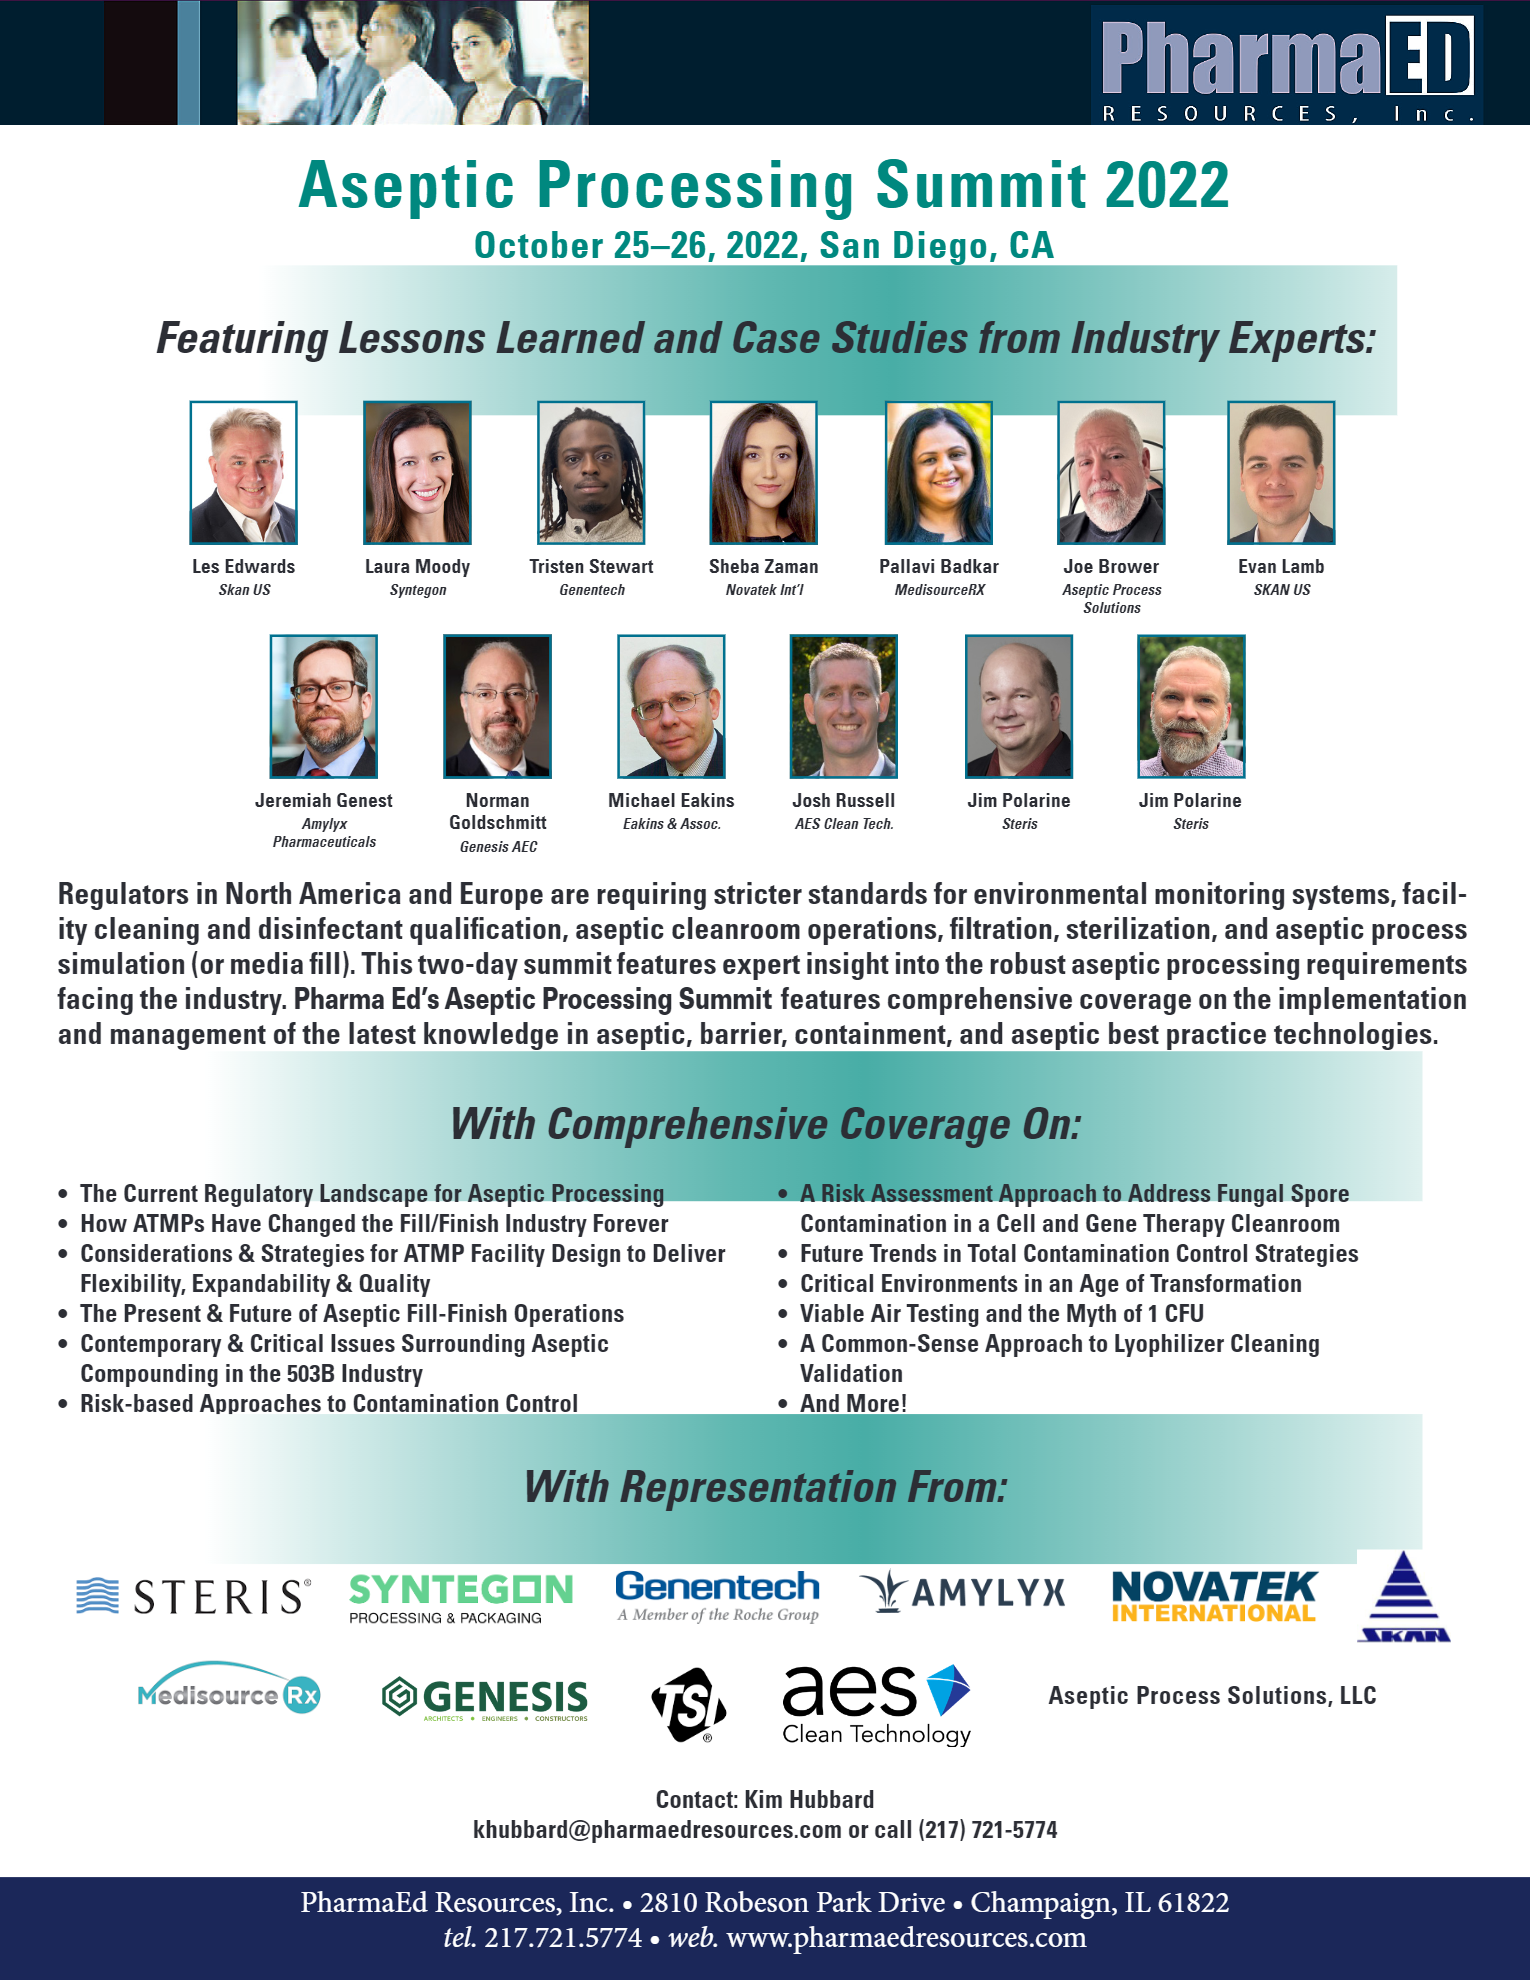 PharmaED
RESOURCES, Inc.
Aseptic Processing Summit 2022
October 25–26, 2022, San Diego, CA
Featuring Lessons Learned and Case Studies from Industry Experts:
Les Edwards
Skan US
Laura Moody
Syntegon
Tristen Stewart
Genentech
Sheba Zaman
Novatek Int'l
Pallavi Badkar
MedisourceRX
Joe Brower
Aseptic Process
Solutions
Evan Lamb
SKAN US
Jeremiah Genest
Amylyx
Pharmaceuticals
Norman
Goldschmitt
Genesis AEC
Michael Eakins
Eakins & Assoc.
Josh Russell
AES Clean Tech.
Jim Polarine
Steris
Jim Polarine
Steris
Regulators in North America and Europe are requiring stricter standards for environmental monitoring systems, facil-
ity cleaning and disinfectant qualification, aseptic cleanroom operations, filtration, sterilization, and aseptic process
simulation (or media fill). This two-day summit features expert insight into the robust aseptic processing requirements
facing the industry. Pharma Ed's Aseptic Processing Summit features comprehensive coverage on the implementation
and management of the latest knowledge in aseptic, barrier, containment, and aseptic best practice technologies.
With Comprehensive Coverage On:
• The Current Regulatory Landscape for Aseptic Processing
• How ATMPs Have Changed the Fill/Finish Industry Forever
• Considerations & Strategies for ATMP Facility Design to Deliver
Flexibility, Expandability & Quality
• The Present & Future of Aseptic Fill-Finish Operations
• Contemporary & Critical Issues Surrounding Aseptic
Compounding in the 503B Industry
• Risk-based Approaches to Contamination Control
• A Risk Assessment Approach to Address Fungal Spore
Contamination in a Cell and Gene Therapy Cleanroom
• Future Trends in Total Contamination Control Strategies
• Critical Environments in an Age of Transformation
• Viable Air Testing and the Myth of 1 CFU
• A Common-Sense Approach to Lyophilizer Cleaning
Validation
• And More!
With Representation From:
STERIS®
SYNTEGON
PROCESSING & PACKAGING
Genentech
A Member of the Roche Group
AMYLYX
NOVATEK
INTERNATIONAL
SKAN
Medisource Rx
GENESIS
ARCHITECTS • ENGINEERS • CONSTRUCTORS
TSI®
aes
Clean Technology
Aseptic Process Solutions, LLC
Contact: Kim Hubbard
khubbard@pharmaedresources.com or call (217) 721-5774
PharmaEd Resources, Inc. • 2810 Robeson Park Drive • Champaign, IL 61822
tel. 217.721.5774 • web. www.pharmaedresources.com